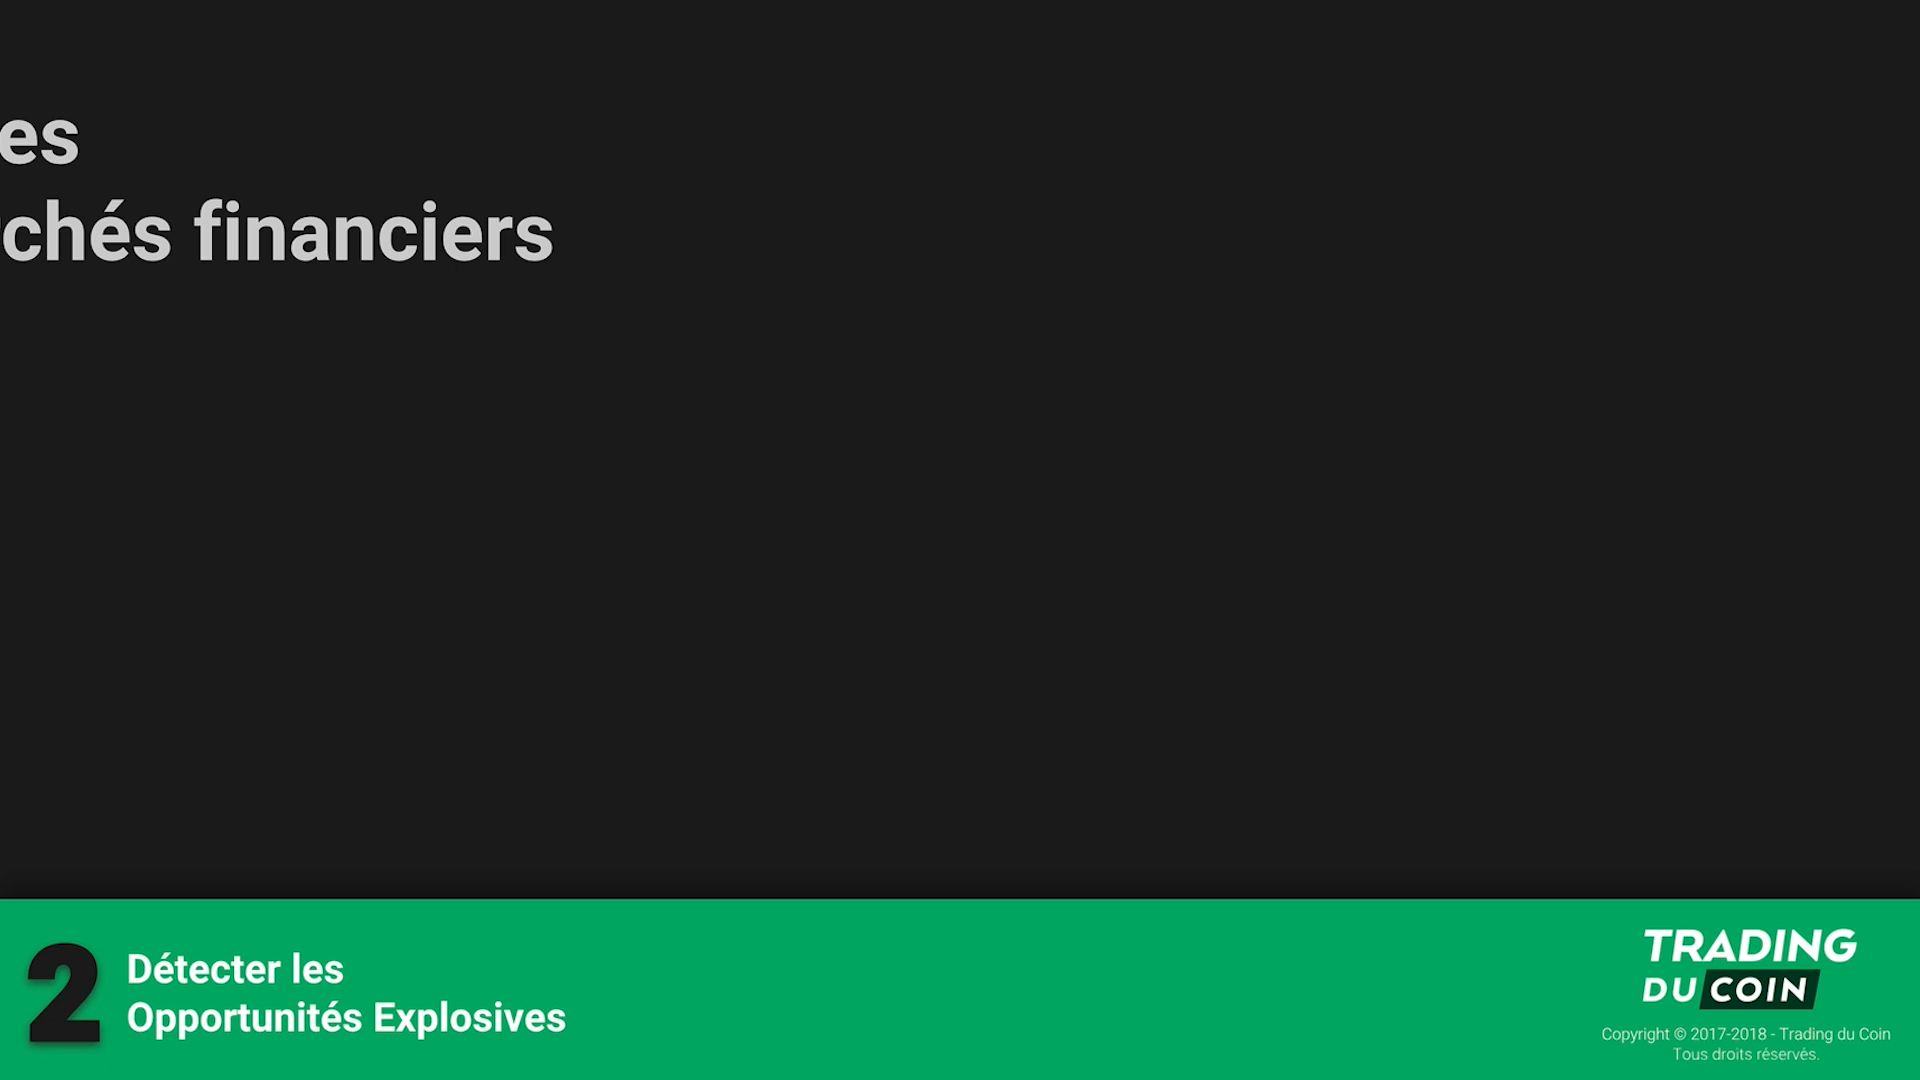 es
chés financiers
2
Détecter les
Opportunités Explosives
TRADING
DU COIN
Copyright © 2017-2018 - Trading du Coin
Tous droits réservés.